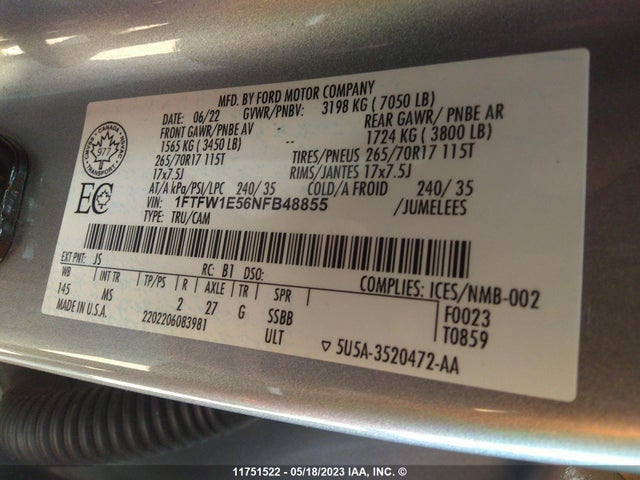 MFD. BY FORD MOTOR COMPANY
DATE: 06/22 GVWR/PNBV: 3198 KG ( 7050 LB)
FRONT GAWR/PNBE AV REAR GAWR/ PNBE AR
1565 KG ( 3450 LB) -- 1724 KG ( 3800 LB)
265/70R17 115T TIRES/PNEUS 265/70R17 115T
17x7.5J RIMS/JANTES 17x7.5J
AT/A kPa/PSI/LPC 240/ 35 COLD/A FROID 240/ 35
VIN: 1FTFW1E56NFB48855 /JUMELEES
TYPE: TRU/CAM
CANADA
977
EC
EXT PNT: JS RC: B1 DSO:
WB INT TR TP/PS R AXLE TR SPR COMPLIES: ICES/NMB-002
145 MS 2 27 G SSBB F0023
MADE IN U.S.A. 2202206083981 ULT T0859
▽ 5U5A-3520472-AA
11751522 - 05/18/2023 IAA, INC. ©